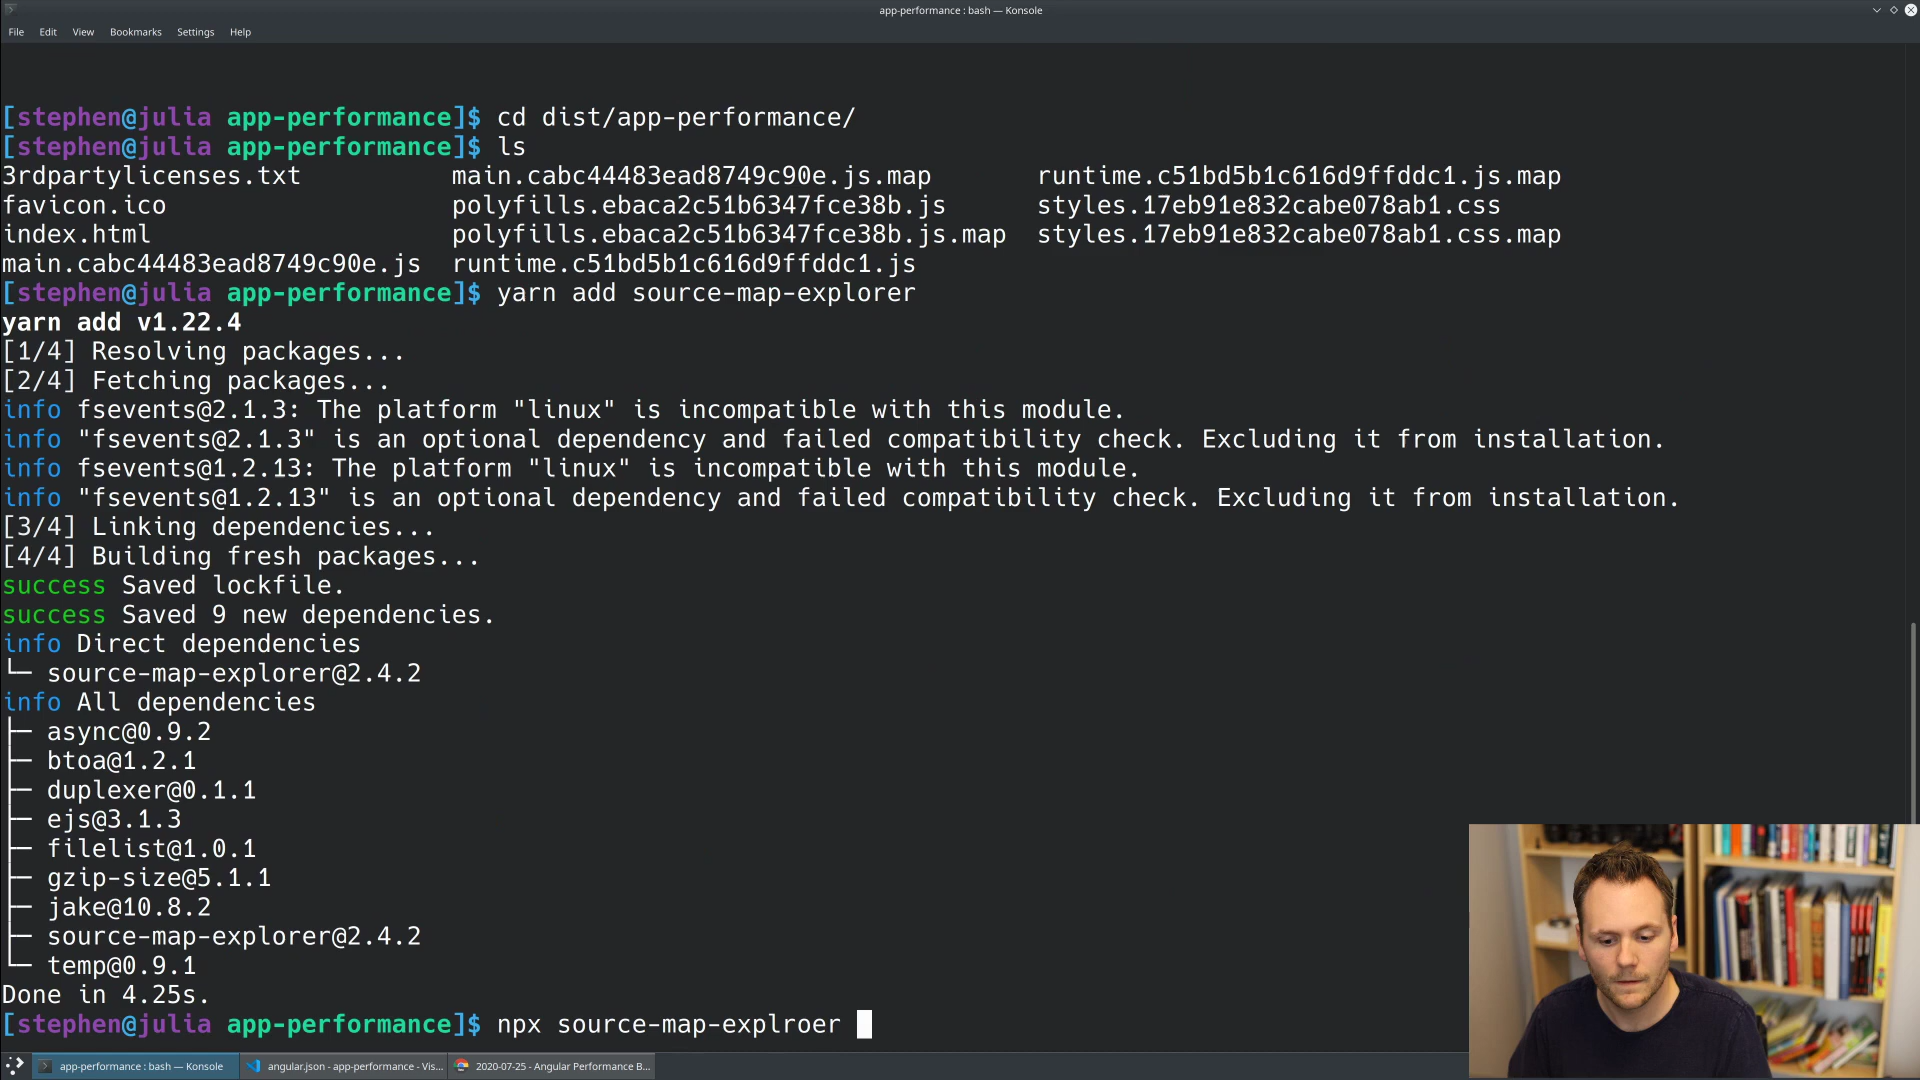 app-performance : bash — Konsole
File Edit View Bookmarks Settings Help
[stephen@julia app-performance]$ cd dist/app-performance/
[stephen@julia app-performance]$ ls
3rdpartylicenses.txt main.cabc44483ead8749c90e.js.map runtime.c51bd5b1c616d9ffddc1.js.map
favicon.ico polyfills.ebaca2c51b6347fce38b.js styles.17eb91e832cabe078ab1.css
index.html polyfills.ebaca2c51b6347fce38b.js.map styles.17eb91e832cabe078ab1.css.map
main.cabc44483ead8749c90e.js runtime.c51bd5b1c616d9ffddc1.js
[stephen@julia app-performance]$ yarn add source-map-explorer
yarn add v1.22.4
[1/4] Resolving packages...
[2/4] Fetching packages...
info fsevents@2.1.3: The platform "linux" is incompatible with this module.
info "fsevents@2.1.3" is an optional dependency and failed compatibility check. Excluding it from installation.
info fsevents@1.2.13: The platform "linux" is incompatible with this module.
info "fsevents@1.2.13" is an optional dependency and failed compatibility check. Excluding it from installation.
[3/4] Linking dependencies...
[4/4] Building fresh packages...
success Saved lockfile.
success Saved 9 new dependencies.
info Direct dependencies
└─ source-map-explorer@2.4.2
info All dependencies
├─ async@0.9.2
├─ btoa@1.2.1
├─ duplexer@0.1.1
├─ ejs@3.1.3
├─ filelist@1.0.1
├─ gzip-size@5.1.1
├─ jake@10.8.2
├─ source-map-explorer@2.4.2
└─ temp@0.9.1
Done in 4.25s.
[stephen@julia app-performance]$ npx source-map-explroer
app-performance : bash — Konsole
angular.json - app-performance - Vis...
2020-07-25 - Angular Performance B...